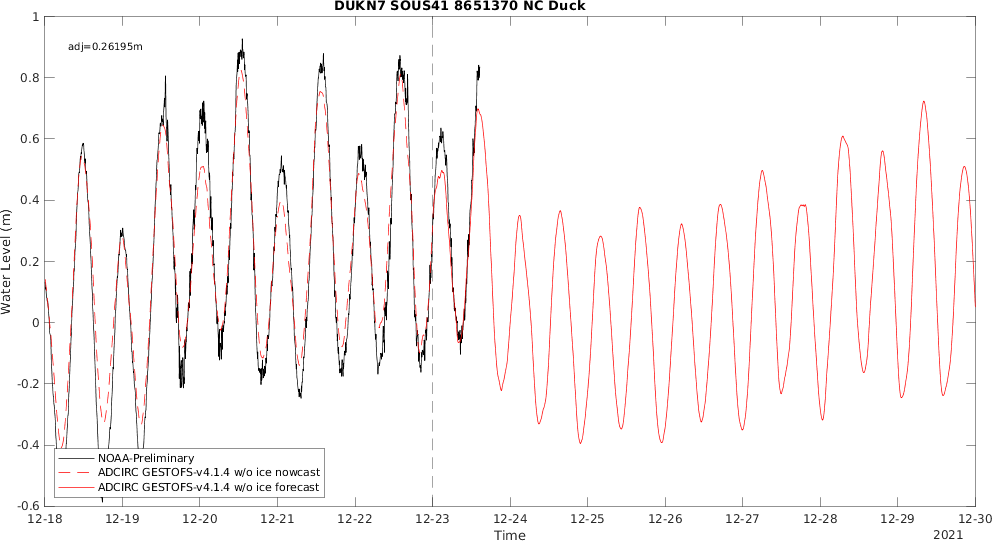 DUKN7 SOUS41 8651370 NC Duck
adj=0.26195m
Water Level (m)
1
0.8
0.6
0.4
0.2
0
-0.2
-0.4
-0.6
NOAA-Preliminary
ADCIRC GESTOFS-v4.1.4 w/o ice nowcast
ADCIRC GESTOFS-v4.1.4 w/o ice forecast
12-18 12-19 12-20 12-21 12-22 12-23 12-24 12-25 12-26 12-27 12-28 12-29 12-30
Time
2021